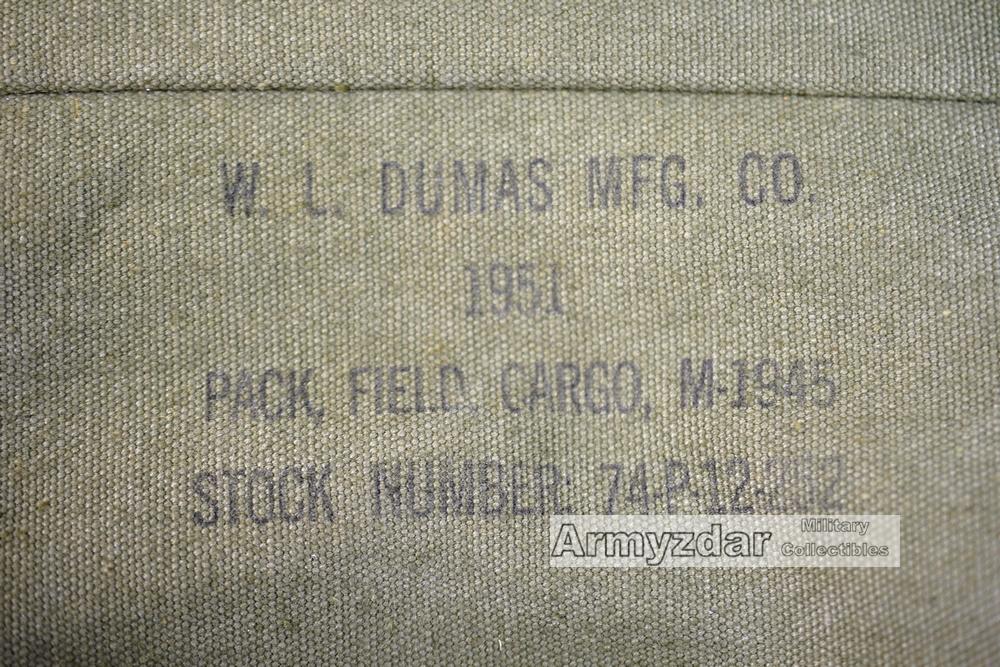 W. L. DUMAS MFG. CO.
1951
PACK, FIELD, CARGO, M-1945
STOCK NUMBER: 74-P-12-252
Armyzdar Military Collectibles